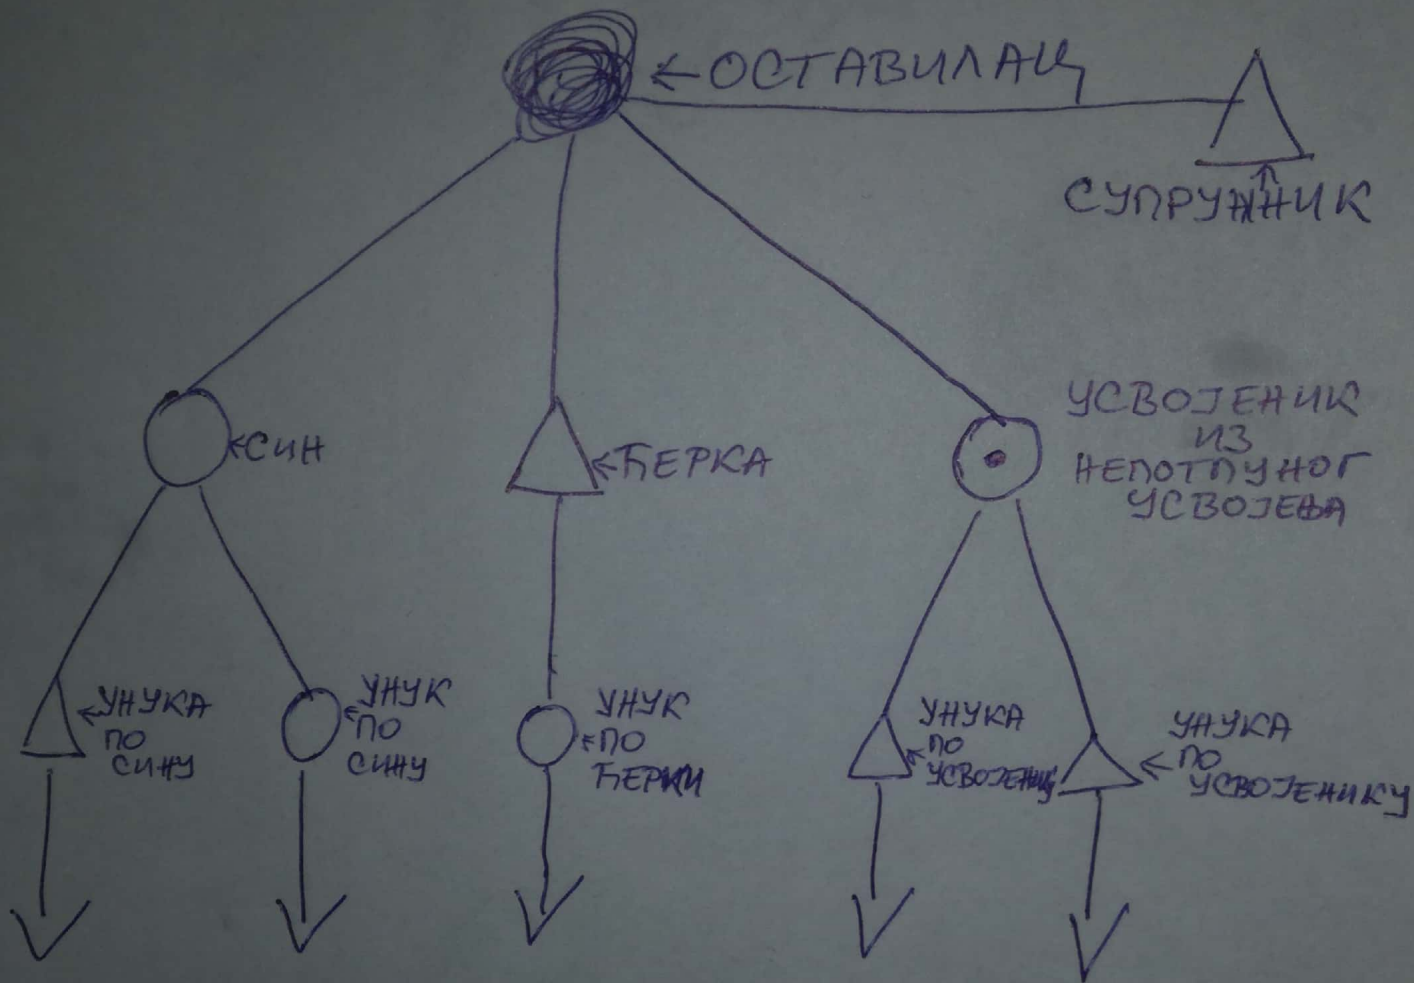 ОСТАВИЛАЦ
СУПРУЖНИК
СИН
ЋЕРКА
УСВОЈЕНИК
ИЗ
НЕПОТПУНОГ
УСВОЈЕЊА
УНУКА
ПО
СИНУ
УНУК
ПО
СИНУ
УНУК
ПО
ЋЕРКИ
УНУКА
ПО
УСВОЈЕНИКУ
УНУКА
ПО
УСВОЈЕНИКУ